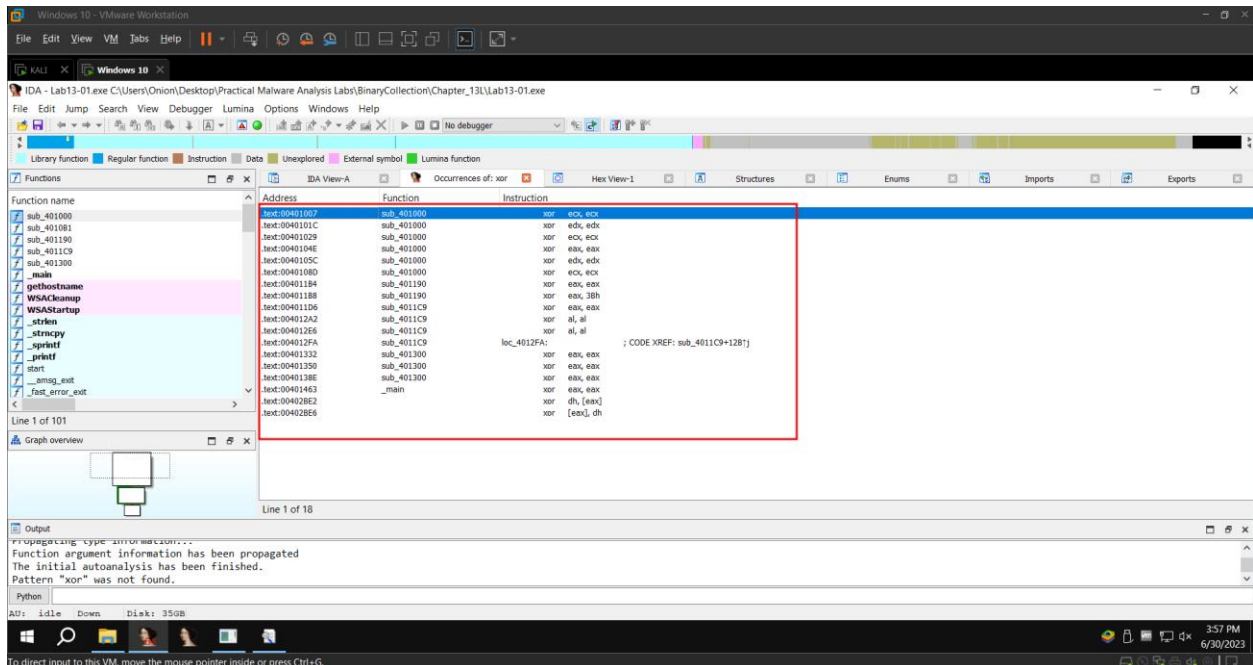 Windows 10 - VMware Workstation
File Edit View VM Tabs Help
KALI Windows 10
IDA - Lab13-01.exe C:\Users\Onion\Desktop\Practical Malware Analysis Labs\BinaryCollection\Chapter_13L\Lab13-01.exe
File Edit Jump Search View Debugger Lumina Options Windows Help
No debugger
Library function Regular function Instruction Data Unexplored External symbol Lumina function
Functions IDA View-A Occurrences of: xor Hex View-1 Structures Enums Imports Exports
Function name
sub_401000
sub_4010B1
sub_401190
sub_4011C9
sub_401300
_main
gethostname
WSACleanup
WSAStartup
_strlen
_strncpy
_sprintf
_printf
start
__amsg_exit
_fast_error_exit
Line 1 of 101
Graph overview
Address Function Instruction
.text:00401007 sub_401000 xor ecx, ecx
.text:0040101C sub_401000 xor edx, edx
.text:00401029 sub_401000 xor ecx, ecx
.text:0040104E sub_401000 xor eax, eax
.text:0040105C sub_401000 xor edx, edx
.text:0040108D sub_401000 xor ecx, ecx
.text:004011B4 sub_401190 xor eax, eax
.text:004011B8 sub_401190 xor eax, 3Bh
.text:004011D6 sub_4011C9 xor eax, eax
.text:004012A2 sub_4011C9 xor al, al
.text:004012E6 sub_4011C9 xor al, al
.text:004012FA sub_4011C9 loc_4012FA: ; CODE XREF: sub_4011C9+12B↑j
.text:00401332 sub_401300 xor eax, eax
.text:00401350 sub_401300 xor eax, eax
.text:0040138E sub_401300 xor eax, eax
.text:00401463 _main xor eax, eax
.text:00402BE2 xor dh, [eax]
.text:00402BE6 xor [eax], dh
Line 1 of 18
Output
Propagating type information...
Function argument information has been propagated
The initial autoanalysis has been finished.
Pattern "xor" was not found.
Python
AU: idle Down Disk: 35GB
3:57 PM
6/30/2023
To direct input to this VM, move the mouse pointer inside or press Ctrl+G.